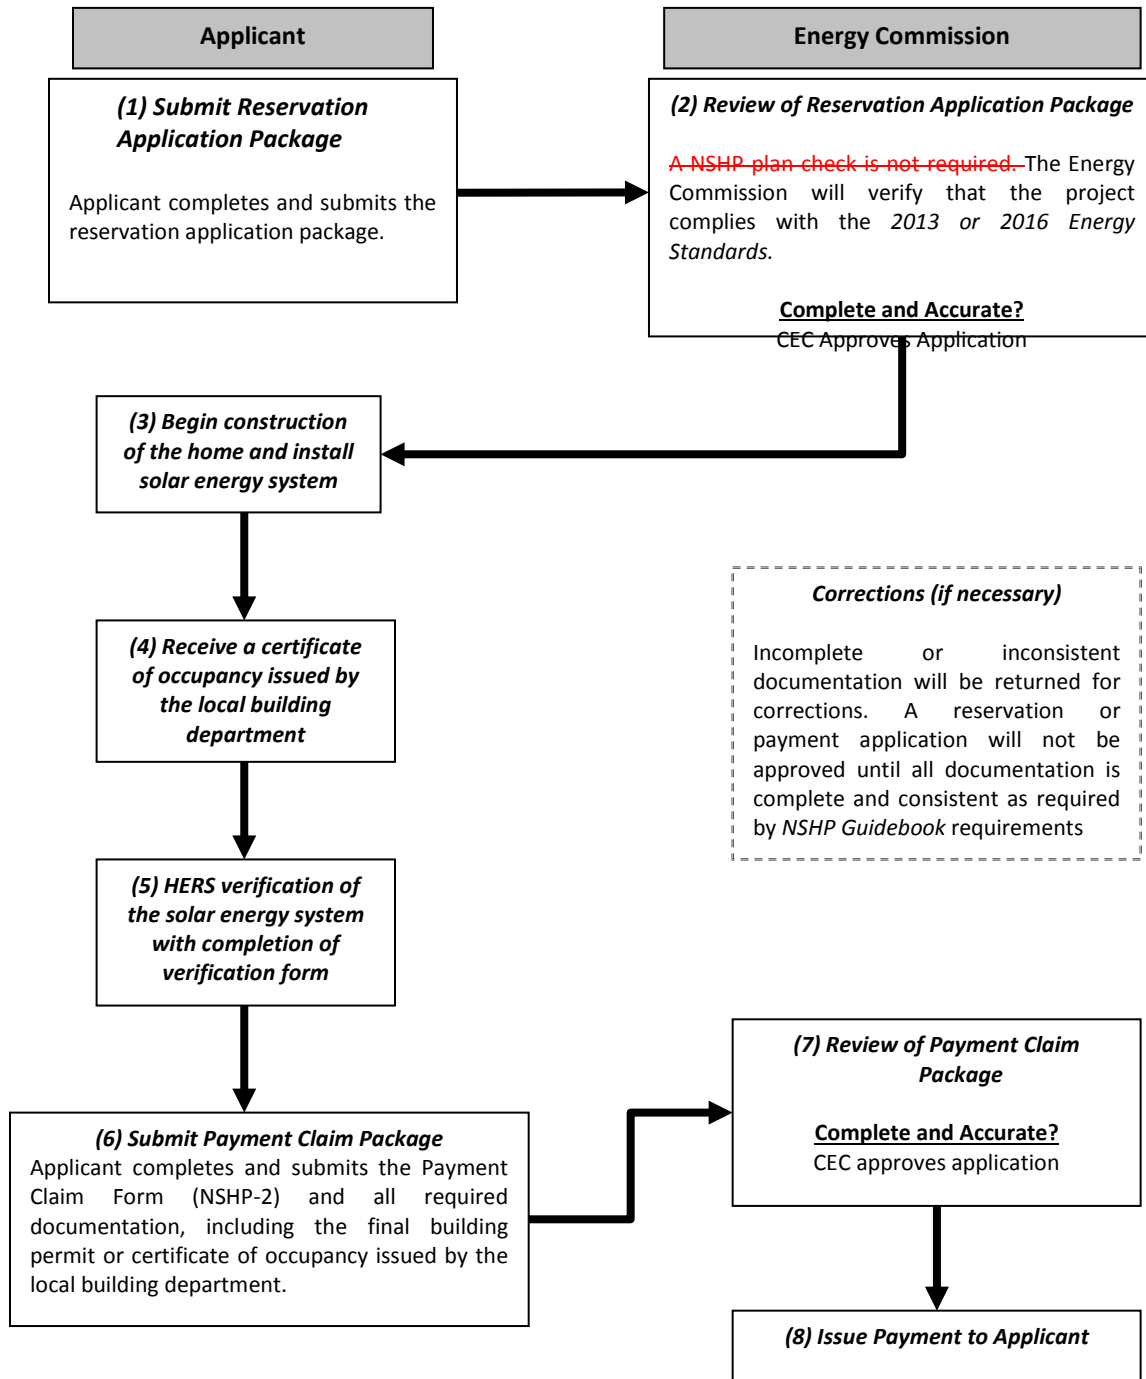 Applicant
Energy Commission
(1) Submit Reservation
Application Package
Applicant completes and submits the
reservation application package.
(2) Review of Reservation Application Package
A NSHP plan check is not required. The Energy
Commission will verify that the project
complies with the 2013 or 2016 Energy
Standards.
Complete and Accurate?
CEC Approves Application
(3) Begin construction
of the home and install
solar energy system
(4) Receive a certificate
of occupancy issued by
the local building
department
Corrections (if necessary)
Incomplete or inconsistent
documentation will be returned for
corrections. A reservation or
payment application will not be
approved until all documentation is
complete and consistent as required
by NSHP Guidebook requirements
(5) HERS verification of
the solar energy system
with completion of
verification form
(6) Submit Payment Claim Package
Applicant completes and submits the Payment
Claim Form (NSHP-2) and all required
documentation, including the final building
permit or certificate of occupancy issued by the
local building department.
(7) Review of Payment Claim
Package
Complete and Accurate?
CEC approves application
(8) Issue Payment to Applicant